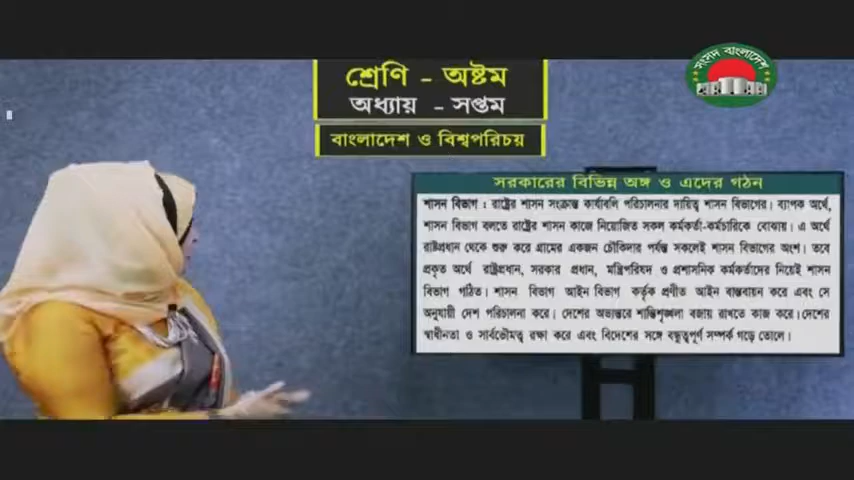 শ্রেণি - অষ্টম
অধ্যায় - সপ্তম
বাংলাদেশ ও বিশ্বপরিচয়
সংসদ বাংলাদেশ
সরকারের বিভিন্ন অঙ্গ ও এদের গঠন
শাসন বিভাগ : রাষ্ট্রের শাসন সংক্রান্ত কার্যাবলি পরিচালনার দায়িত্ব শাসন বিভাগের। ব্যাপক অর্থে,
শাসন বিভাগ বলতে রাষ্ট্রের শাসন কাজে নিয়োজিত সকল কর্মকর্তা-কর্মচারিকে বোঝায়। এ অর্থে
রাষ্টপ্রধান থেকে শুরু করে গ্রামের একজন চৌকিদার পর্যন্ত সকলেই শাসন বিভাগের অংশ। তবে
প্রকৃত অর্থে রাষ্ট্রপ্রধান, সরকার প্রধান, মন্ত্রিপরিষদ ও প্রশাসনিক কর্মকর্তাদের নিয়েই শাসন
বিভাগ গঠিত। শাসন বিভাগ আইন বিভাগ কর্তৃক প্রণীত আইন বাস্তবায়ন করে এবং সে
অনুযায়ী দেশ পরিচালনা করে। দেশের অভ্যন্তরে শান্তিশৃঙ্খলা বজায় রাখতে কাজ করে। দেশের
স্বাধীনতা ও সার্বভৌমত্ব রক্ষা করে এবং বিদেশের সঙ্গে বন্ধুত্বপূর্ণ সম্পর্ক গড়ে তোলে।